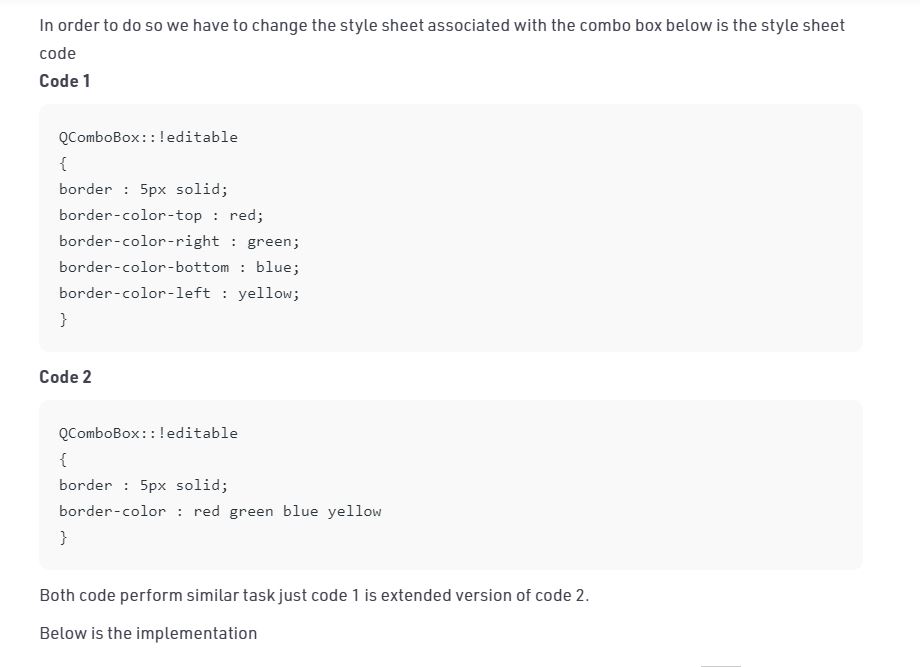 In order to do so we have to change the style sheet associated with the combo box below is the style sheet
code
Code 1
QComboBox::!editable
{
border : 5px solid;
border-color-top : red;
border-color-right : green;
border-color-bottom : blue;
border-color-left : yellow;
}
Code 2
QComboBox::!editable
{
border : 5px solid;
border-color : red green blue yellow
}
Both code perform similar task just code 1 is extended version of code 2.
Below is the implementation